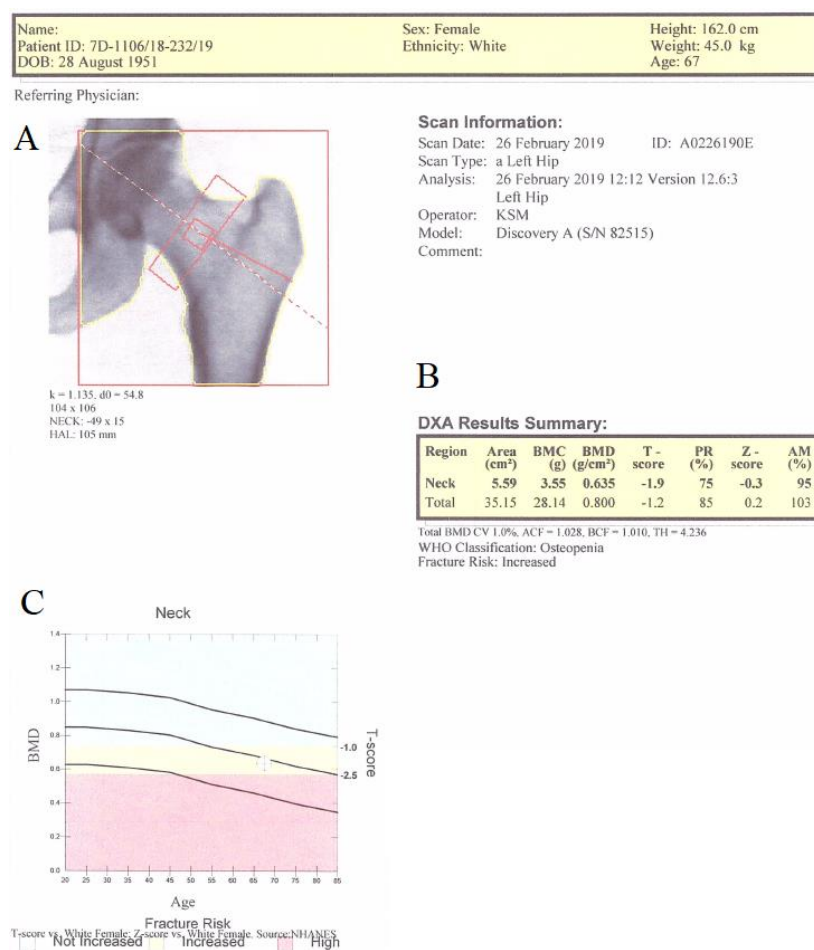 Name:
Patient ID: 7D-1106/18-232/19
DOB: 28 August 1951
Sex: Female
Ethnicity: White
Height: 162.0 cm
Weight: 45.0 kg
Age: 67
Referring Physician:
A
k = 1.135, d0 = 54.8
104 x 106
NECK: -49 x 15
HAL: 105 mm
Scan Information:
Scan Date: 26 February 2019 ID: A0226190E
Scan Type: a Left Hip
Analysis: 26 February 2019 12:12 Version 12.6:3
Left Hip
Operator: KSM
Model: Discovery A (S/N 82515)
Comment:
B
DXA Results Summary:
Region Area (cm²) BMC (g) BMD (g/cm²) T - score PR (%) Z - score AM (%)
Neck 5.59 3.55 0.635 -1.9 75 -0.3 95
Total 35.15 28.14 0.800 -1.2 85 0.2 103
Total BMD CV 1.0%, ACF = 1.028, BCF = 1.010, TH = 4.236
WHO Classification: Osteopenia
Fracture Risk: Increased
C
Neck
1.4
1.2
1.0
0.8
0.6
0.4
0.2
0.0
BMD
T-score
-1.0
-2.5
20 25 30 35 40 45 50 55 60 65 70 75 80 85
Age
Fracture Risk
T-score vs. White Female; Z-score vs. White Female. Source:NHANES
Not Increased Increased High